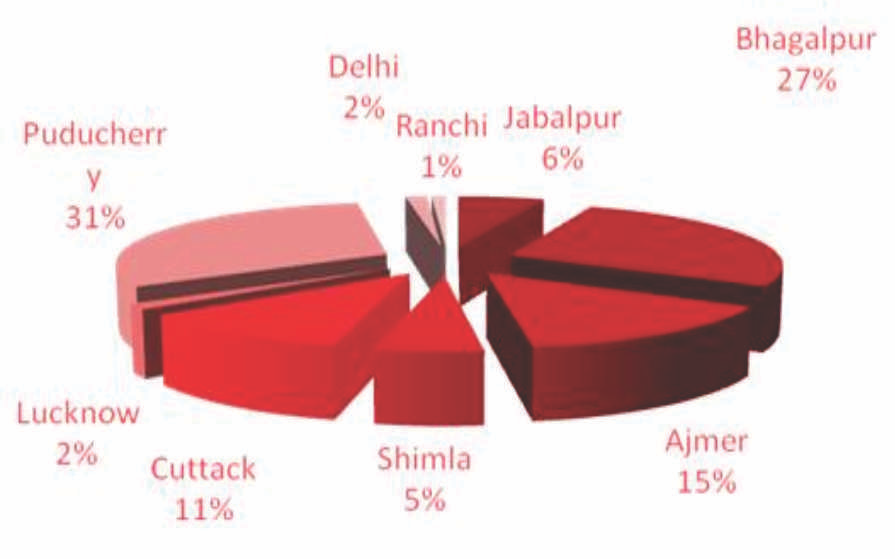 Bhagalpur
27%
Delhi
2%
Ranchi
1%
Jabalpur
6%
Puducherr
y
31%
Lucknow
2%
Cuttack
11%
Shimla
5%
Ajmer
15%